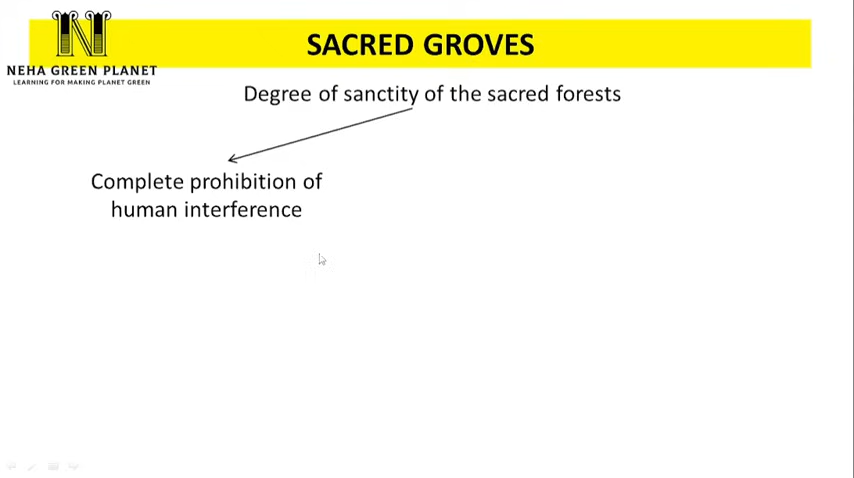 SACRED GROVES
N
NEHA GREEN PLANET
LEARNING FOR MAKING PLANET GREEN
Degree of sanctity of the sacred forests
Complete prohibition of
human interference